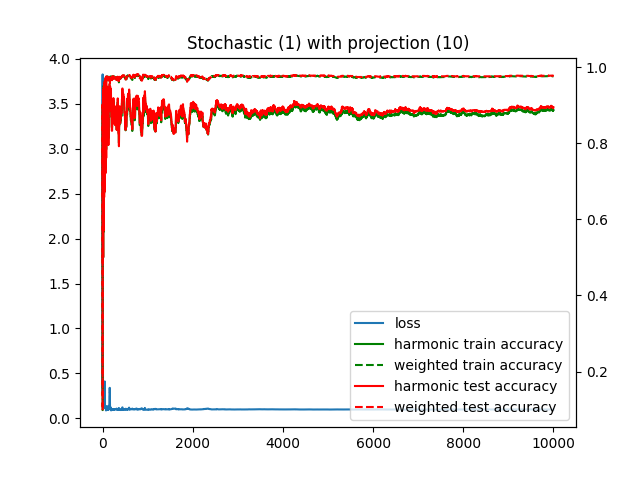 Stochastic (1) with projection (10)
4.0
3.5
3.0
2.5
2.0
1.5
1.0
0.5
0.0
1.0
0.8
0.6
0.4
0.2
loss
harmonic train accuracy
weighted train accuracy
harmonic test accuracy
weighted test accuracy
0 2000 4000 6000 8000 10000